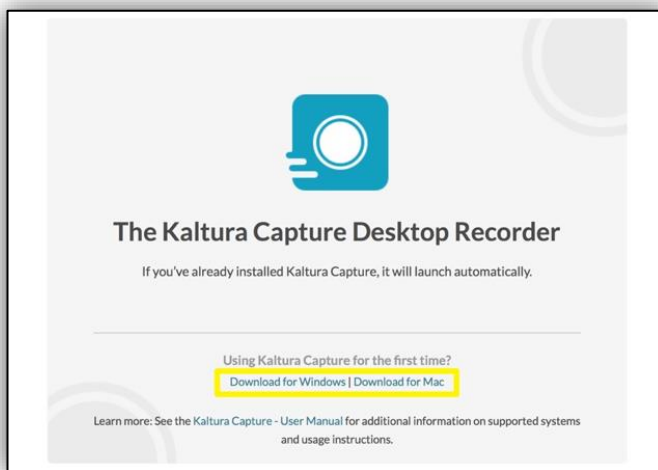 The Kaltura Capture Desktop Recorder
If you've already installed Kaltura Capture, it will launch automatically.
Using Kaltura Capture for the first time?
Download for Windows | Download for Mac
Learn more: See the Kaltura Capture - User Manual for additional information on supported systems
and usage instructions.